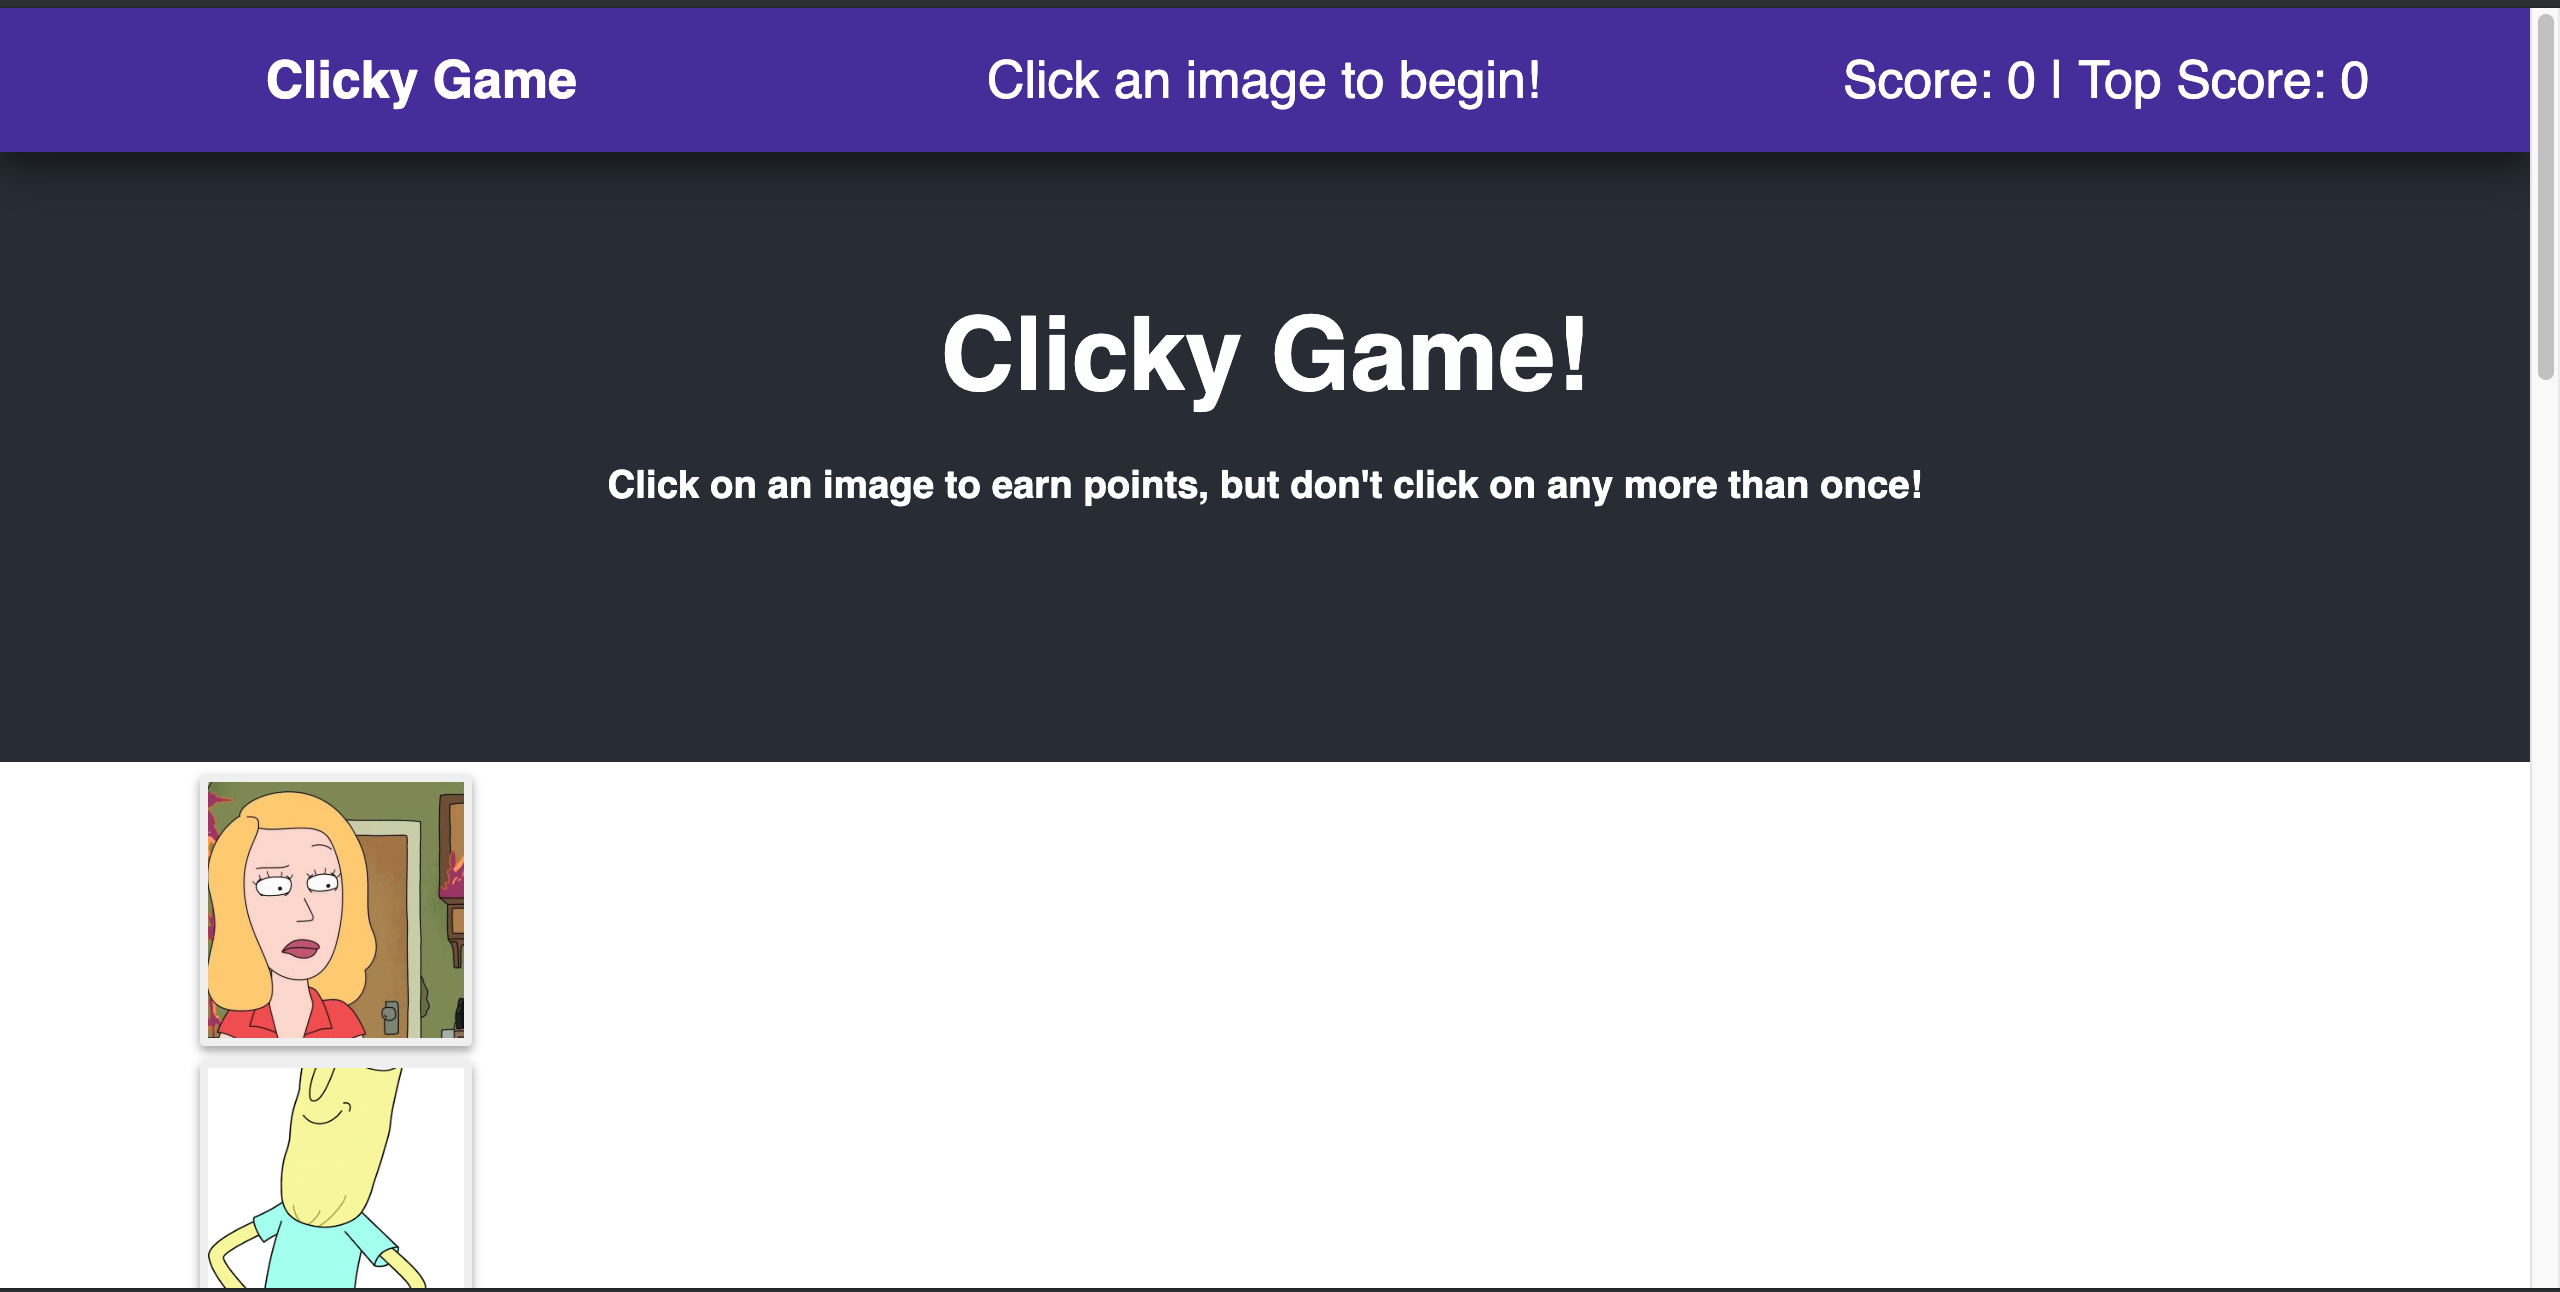 Clicky Game
Click an image to begin!
Score: 0 | Top Score: 0
Clicky Game!
Click on an image to earn points, but don't click on any more than once!